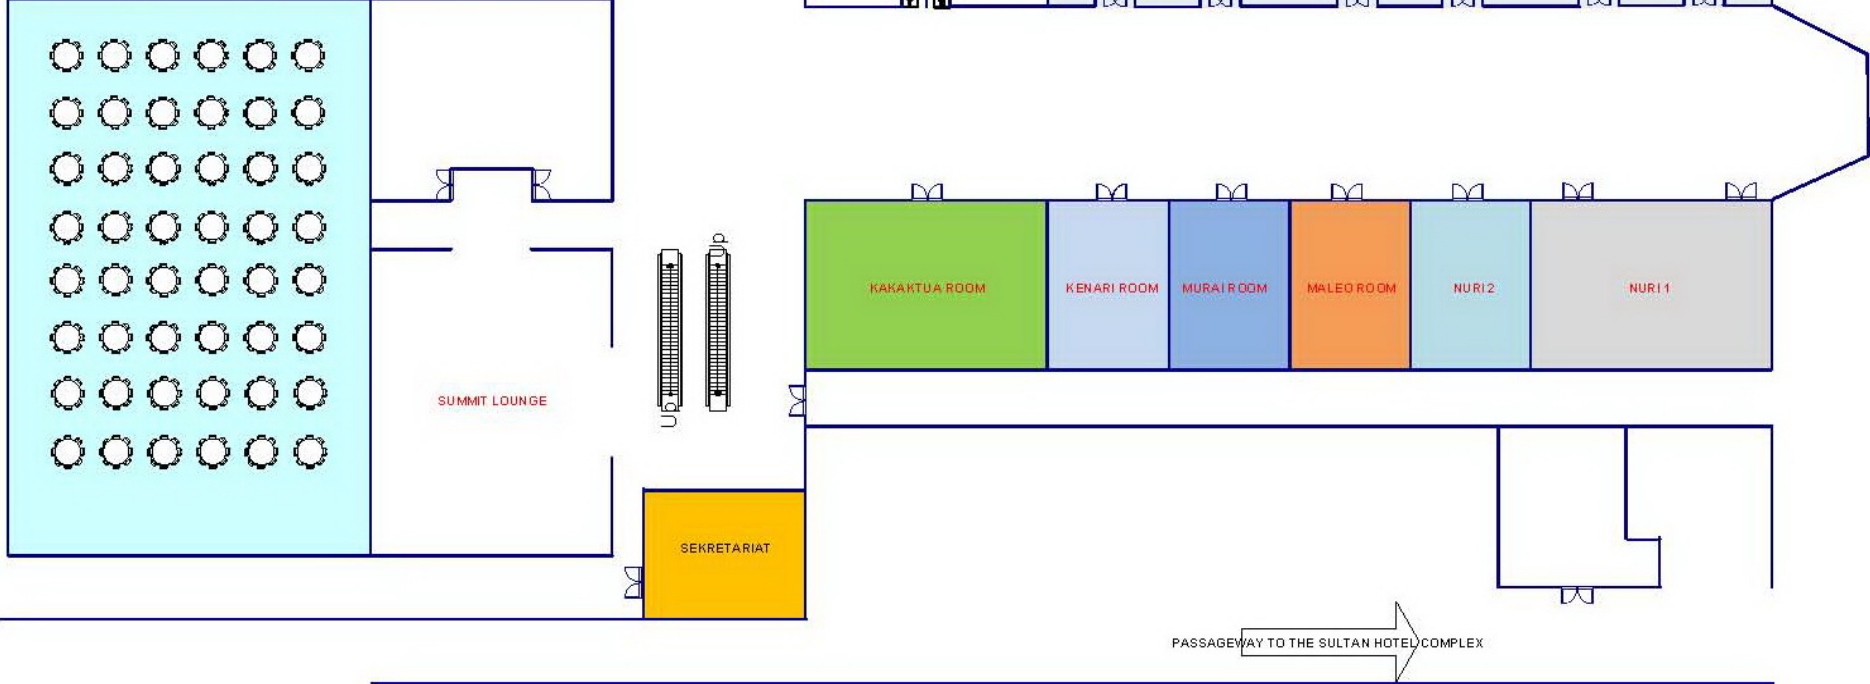 Up
KAKAKTUA ROOM
KENARI ROOM
MURAI ROOM
MALEO ROOM
NURI 2
NURI 1
SUMMIT LOUNGE
Up
SEKRETARIAT
PASSAGEWAY TO THE SULTAN HOTEL COMPLEX